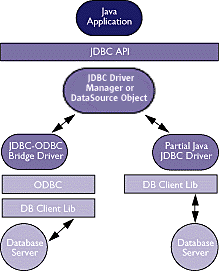 Java
Application
JDBC API
JDBC Driver
Manager or
DataSource Object
JDBC-ODBC
Bridge Driver
Partial Java
JDBC Driver
ODBC
DB Client Lib
DB Client Lib
Database
Server
Database
Server